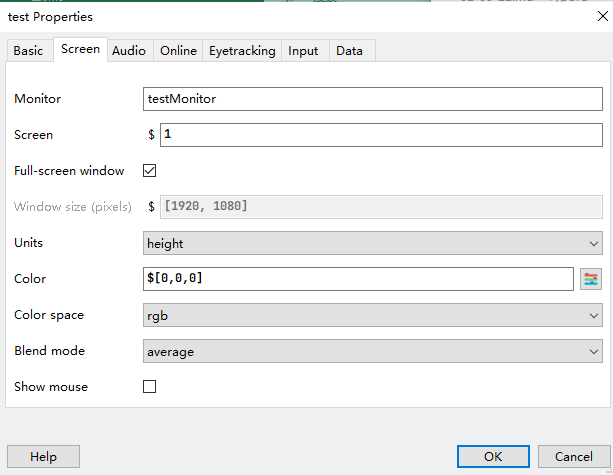 test Properties
Basic Screen Audio Online Eyetracking Input Data
Monitor testMonitor
Screen $ 1
Full-screen window
Window size (pixels) $ [1920, 1080]
Units height
Color $[0,0,0]
Color space rgb
Blend mode average
Show mouse
Help OK Cancel